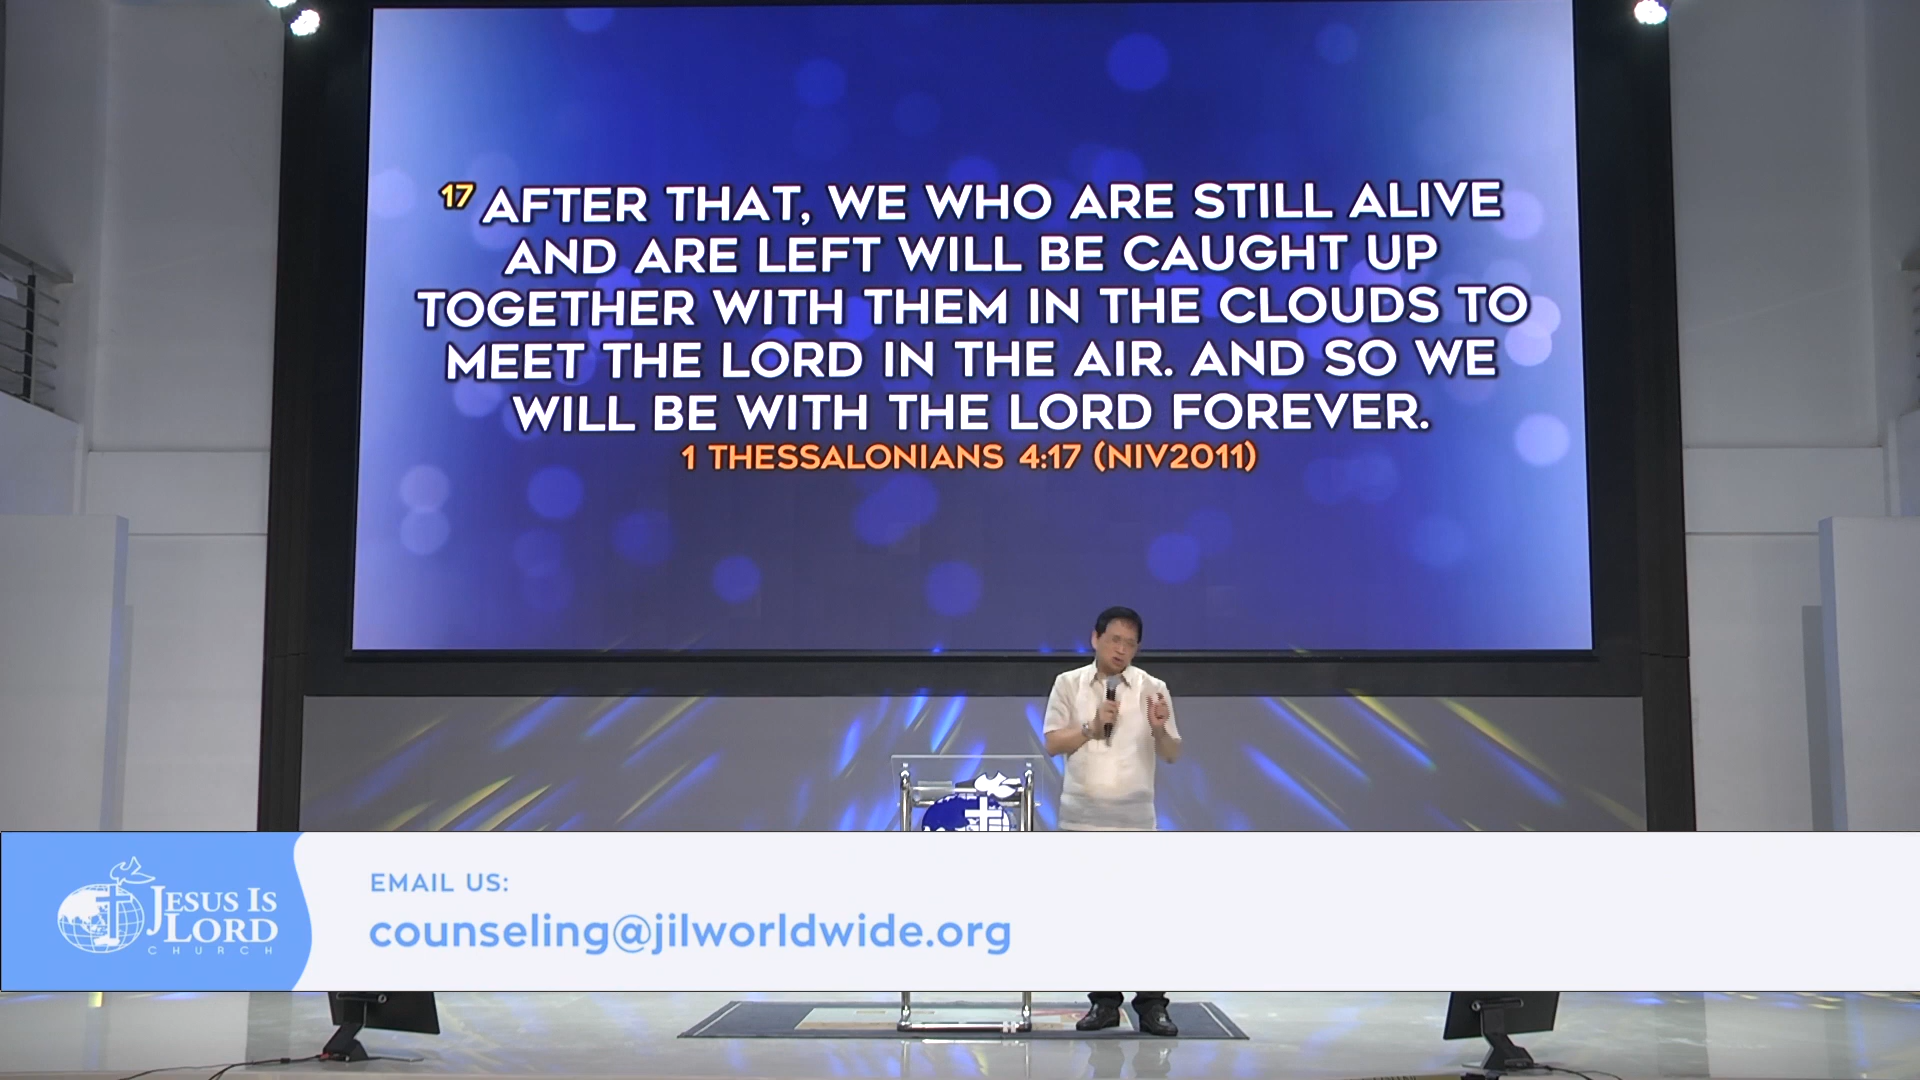 17 AFTER THAT, WE WHO ARE STILL ALIVE
AND ARE LEFT WILL BE CAUGHT UP
TOGETHER WITH THEM IN THE CLOUDS TO
MEET THE LORD IN THE AIR. AND SO WE
WILL BE WITH THE LORD FOREVER.
1 THESSALONIANS 4:17 (NIV2011)
JESUS IS
LORD
CHURCH
EMAIL US:
counseling@jilworldwide.org